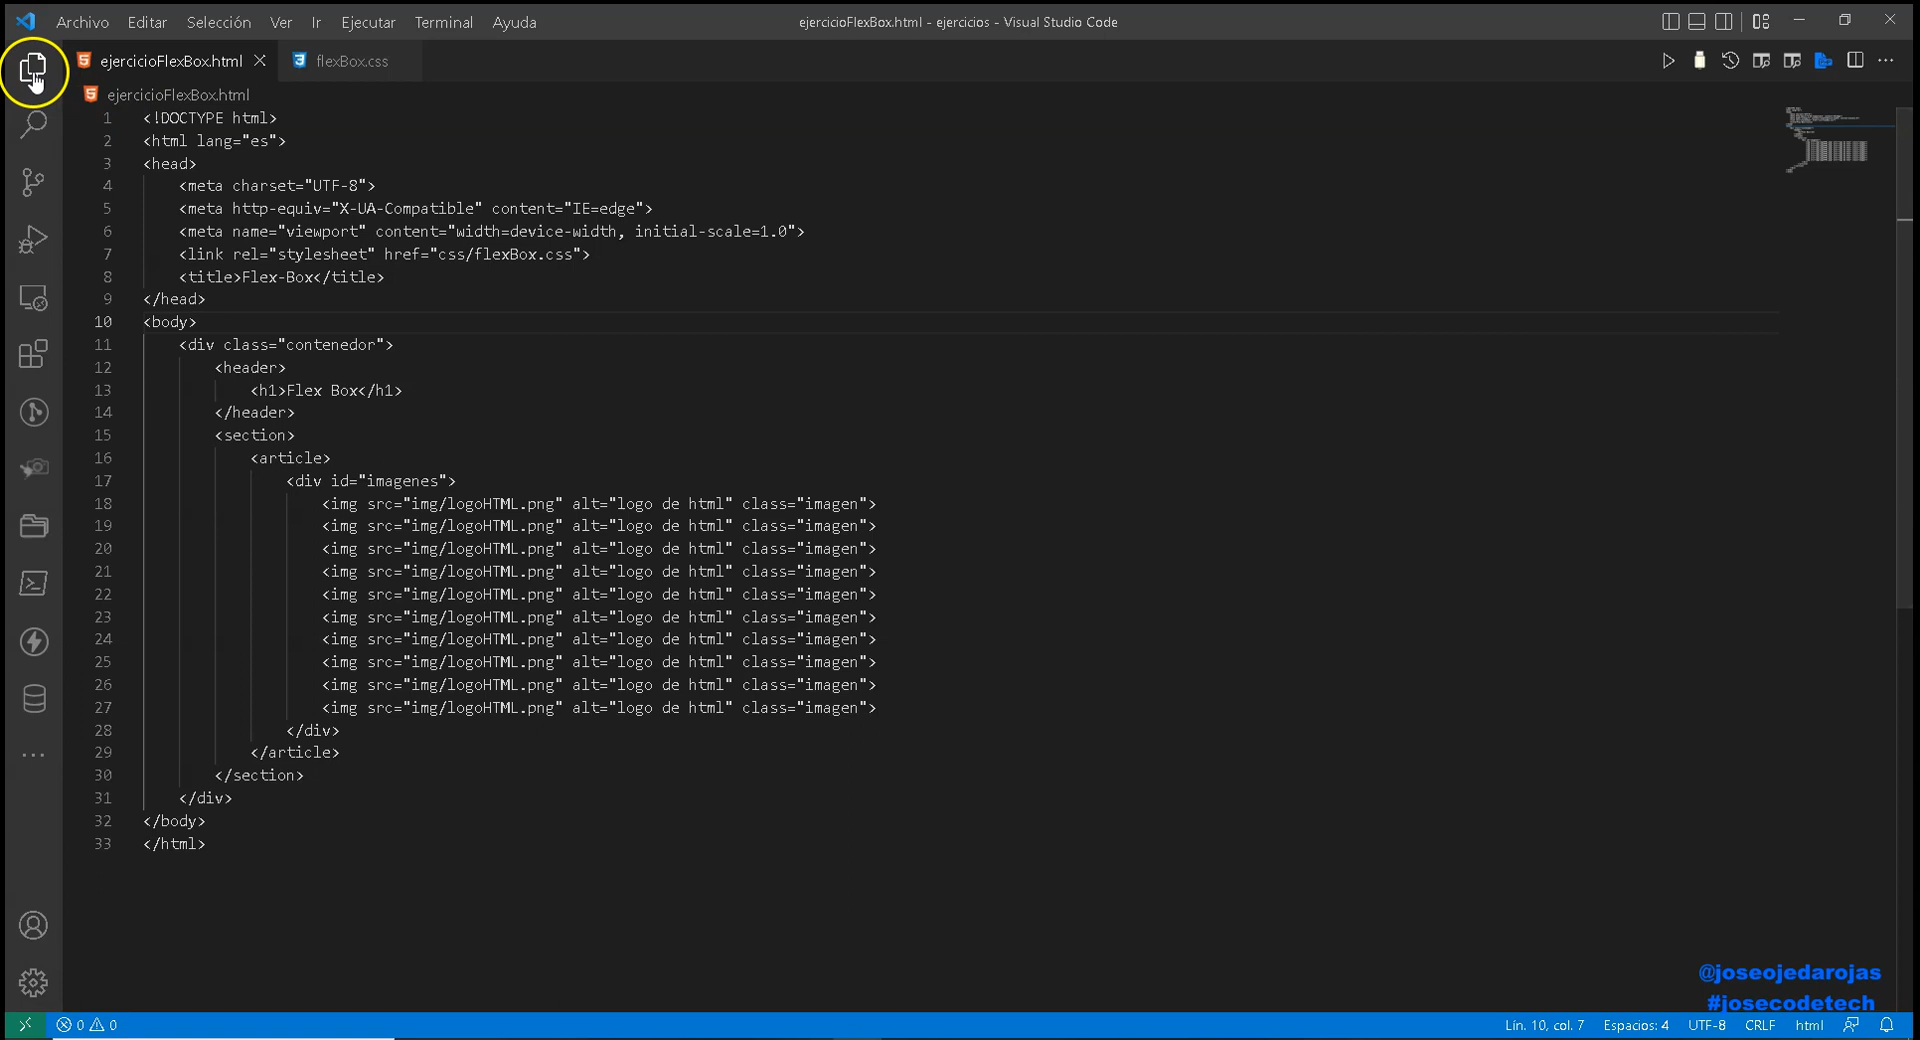 Archivo Editar Selección Ver Ir Ejecutar Terminal Ayuda
ejercicioFlexBox.html - ejercicios - Visual Studio Code
ejercicioFlexBox.html
flexBox.css
ejercicioFlexBox.html
1 <!DOCTYPE html>
2 <html lang="es">
3 <head>
4 <meta charset="UTF-8">
5 <meta http-equiv="X-UA-Compatible" content="IE=edge">
6 <meta name="viewport" content="width=device-width, initial-scale=1.0">
7 <link rel="stylesheet" href="css/flexBox.css">
8 <title>Flex-Box</title>
9 </head>
10 <body>
11 <div class="contenedor">
12 <header>
13 <h1>Flex Box</h1>
14 </header>
15 <section>
16 <article>
17 <div id="imagenes">
18 <img src="img/logoHTML.png" alt="logo de html" class="imagen">
19 <img src="img/logoHTML.png" alt="logo de html" class="imagen">
20 <img src="img/logoHTML.png" alt="logo de html" class="imagen">
21 <img src="img/logoHTML.png" alt="logo de html" class="imagen">
22 <img src="img/logoHTML.png" alt="logo de html" class="imagen">
23 <img src="img/logoHTML.png" alt="logo de html" class="imagen">
24 <img src="img/logoHTML.png" alt="logo de html" class="imagen">
25 <img src="img/logoHTML.png" alt="logo de html" class="imagen">
26 <img src="img/logoHTML.png" alt="logo de html" class="imagen">
27 <img src="img/logoHTML.png" alt="logo de html" class="imagen">
28 </div>
29 </article>
30 </section>
31 </div>
32 </body>
33 </html>
@joseojedarojas
#josecodetech
0 0
Lín. 10, col. 7 Espacios: 4 UTF-8 CRLF html